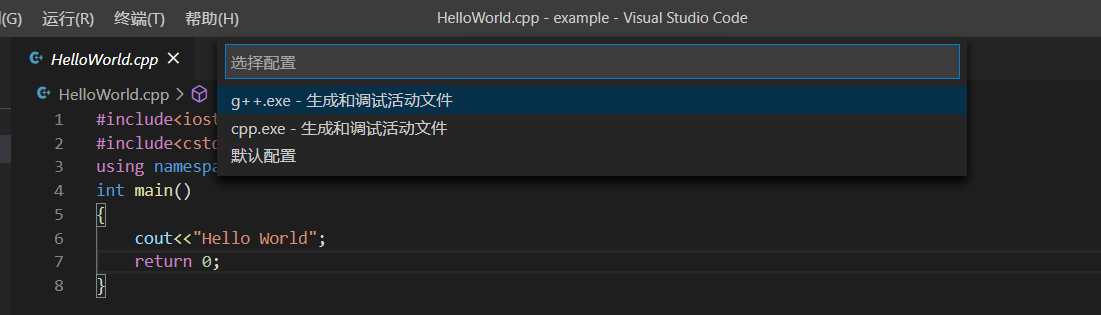 运行(R) 终端(T) 帮助(H) HelloWorld.cpp - example - Visual Studio Code
HelloWorld.cpp
选择配置
HelloWorld.cpp
g++.exe - 生成和调试活动文件
cpp.exe - 生成和调试活动文件
默认配置
1 #include<iost
2 #include<cstd
3 using namespa
4 int main()
5 {
6 cout<<"Hello World";
7 return 0;
8 }